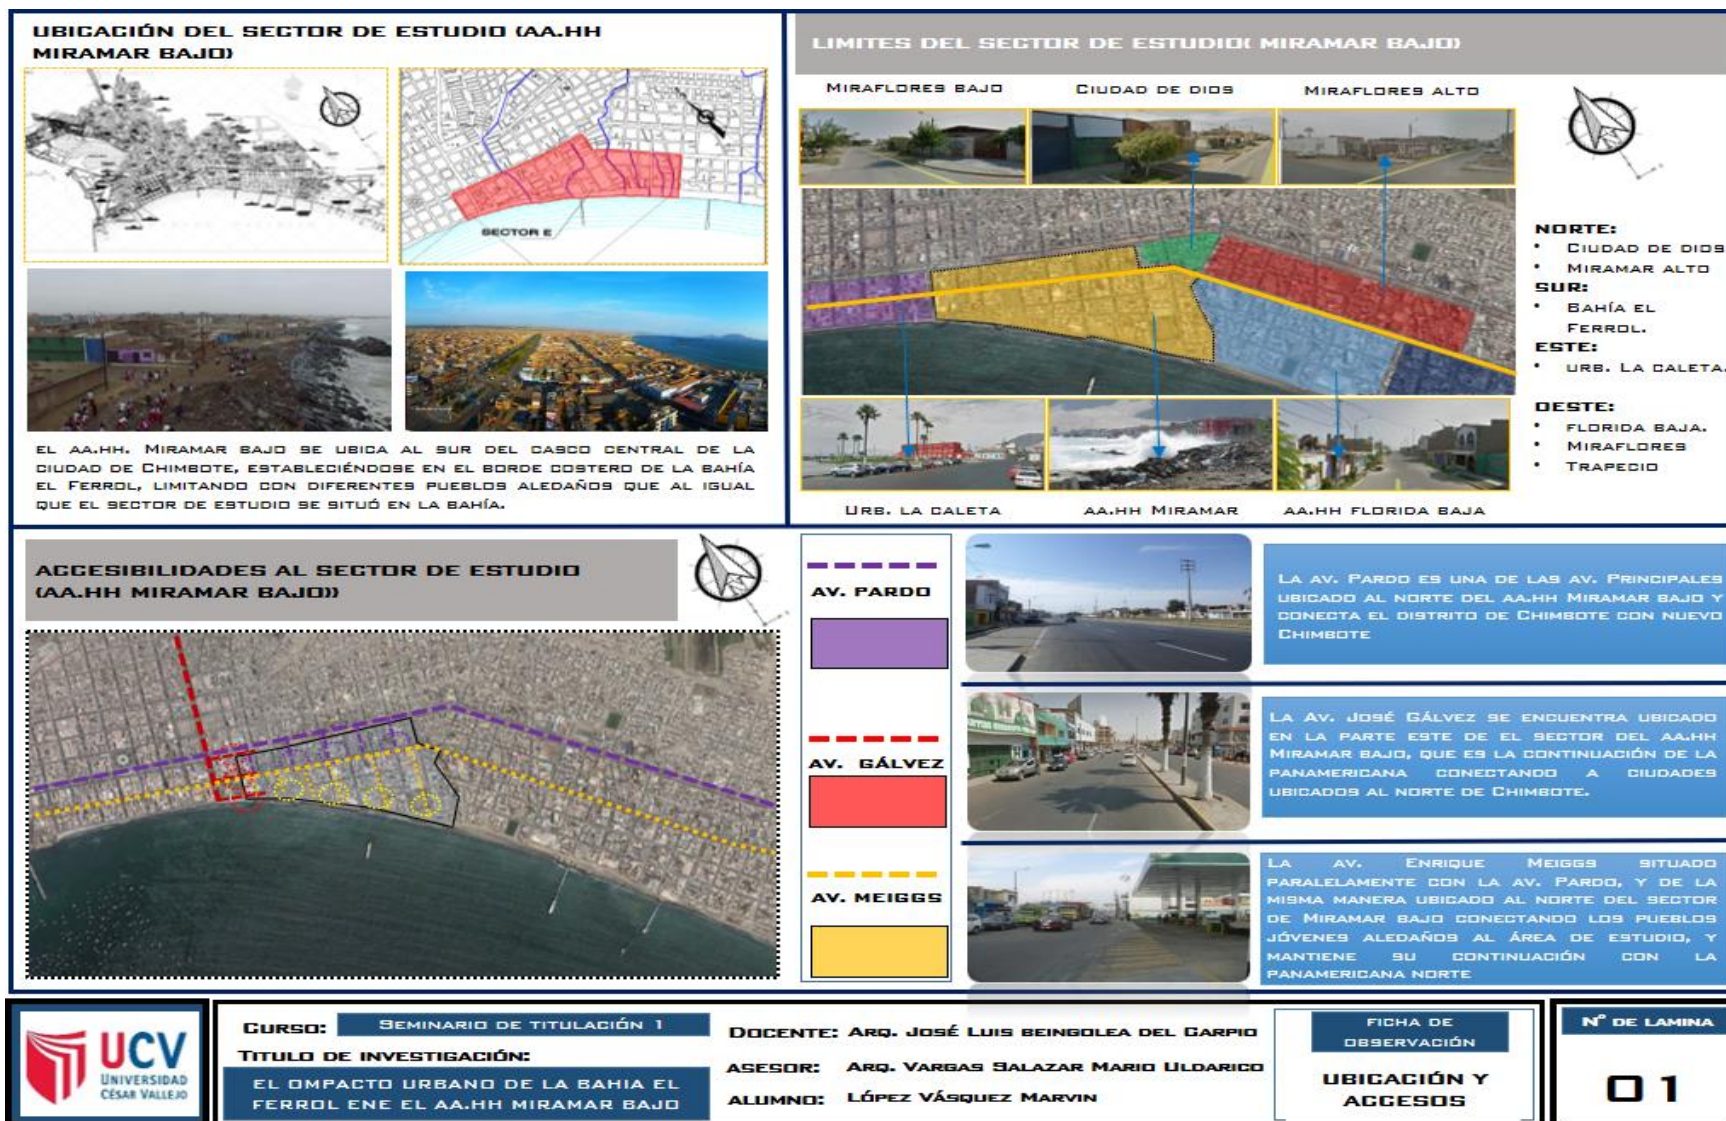 UBICACIÓN DEL SECTOR DE ESTUDIO (AA.HH
MIRAMAR BAJO)
SECTOR E
EL AA.HH. MIRAMAR BAJO SE UBICA AL SUR DEL CASCO CENTRAL DE LA
CIUDAD DE CHIMBOTE, ESTABLECIÉNDOSE EN EL BORDE COSTERO DE LA BAHÍA
EL FERROL, LIMITANDO CON DIFERENTES PUEBLOS ALEDAÑOS QUE AL IGUAL
QUE EL SECTOR DE ESTUDIO SE SITUÓ EN LA BAHÍA.
LIMITES DEL SECTOR DE ESTUDIO( MIRAMAR BAJO)
MIRAFLORES BAJO
CIUDAD DE DIOS
MIRAFLORES ALTO
URB. LA CALETA
AA.HH MIRAMAR
AA.HH FLORIDA BAJA
NORTE:
• CIUDAD DE DIOS
• MIRAMAR ALTO
SUR:
• BAHÍA EL
FERROL.
ESTE:
• URB. LA CALETA.
OESTE:
• FLORIDA BAJA.
• MIRAFLORES
• TRAPECIO
ACCESIBILIDADES AL SECTOR DE ESTUDIO
(AA.HH MIRAMAR BAJO))
AV. PARDO
AV. GÁLVEZ
AV. MEIGGS
LA AV. PARDO ES UNA DE LAS AV. PRINCIPALES
UBICADO AL NORTE DEL AA.HH MIRAMAR BAJO Y
CONECTA EL DISTRITO DE CHIMBOTE CON NUEVO
CHIMBOTE
LA AV. JOSÉ GÁLVEZ SE ENCUENTRA UBICADO
EN LA PARTE ESTE DE EL SECTOR DEL AA.HH
MIRAMAR BAJO, QUE ES LA CONTINUACIÓN DE LA
PANAMERICANA CONECTANDO A CIUDADES
UBICADOS AL NORTE DE CHIMBOTE.
LA AV. ENRIQUE MEIGGS SITUADO
PARALELAMENTE CON LA AV. PARDO, Y DE LA
MISMA MANERA UBICADO AL NORTE DEL SECTOR
DE MIRAMAR BAJO CONECTANDO LOS PUEBLOS
JÓVENES ALEDAÑOS AL ÁREA DE ESTUDIO, Y
MANTIENE SU CONTINUACIÓN CON LA
PANAMERICANA NORTE
UCV
UNIVERSIDAD
CÉSAR VALLEJO
CURSO: SEMINARIO DE TITULACIÓN 1
TITULO DE INVESTIGACIÓN:
EL OMPACTO URBANO DE LA BAHIA EL
FERROL ENE EL AA.HH MIRAMAR BAJO
DOCENTE: ARQ. JOSÉ LUIS BEINGOLEA DEL CARPIO
ASESOR: ARQ. VARGAS SALAZAR MARIO ULDARICO
ALUMNO: LÓPEZ VÁSQUEZ MARVIN
FICHA DE
OBSERVACIÓN
UBICACIÓN Y
ACCESOS
N° DE LAMINA
01